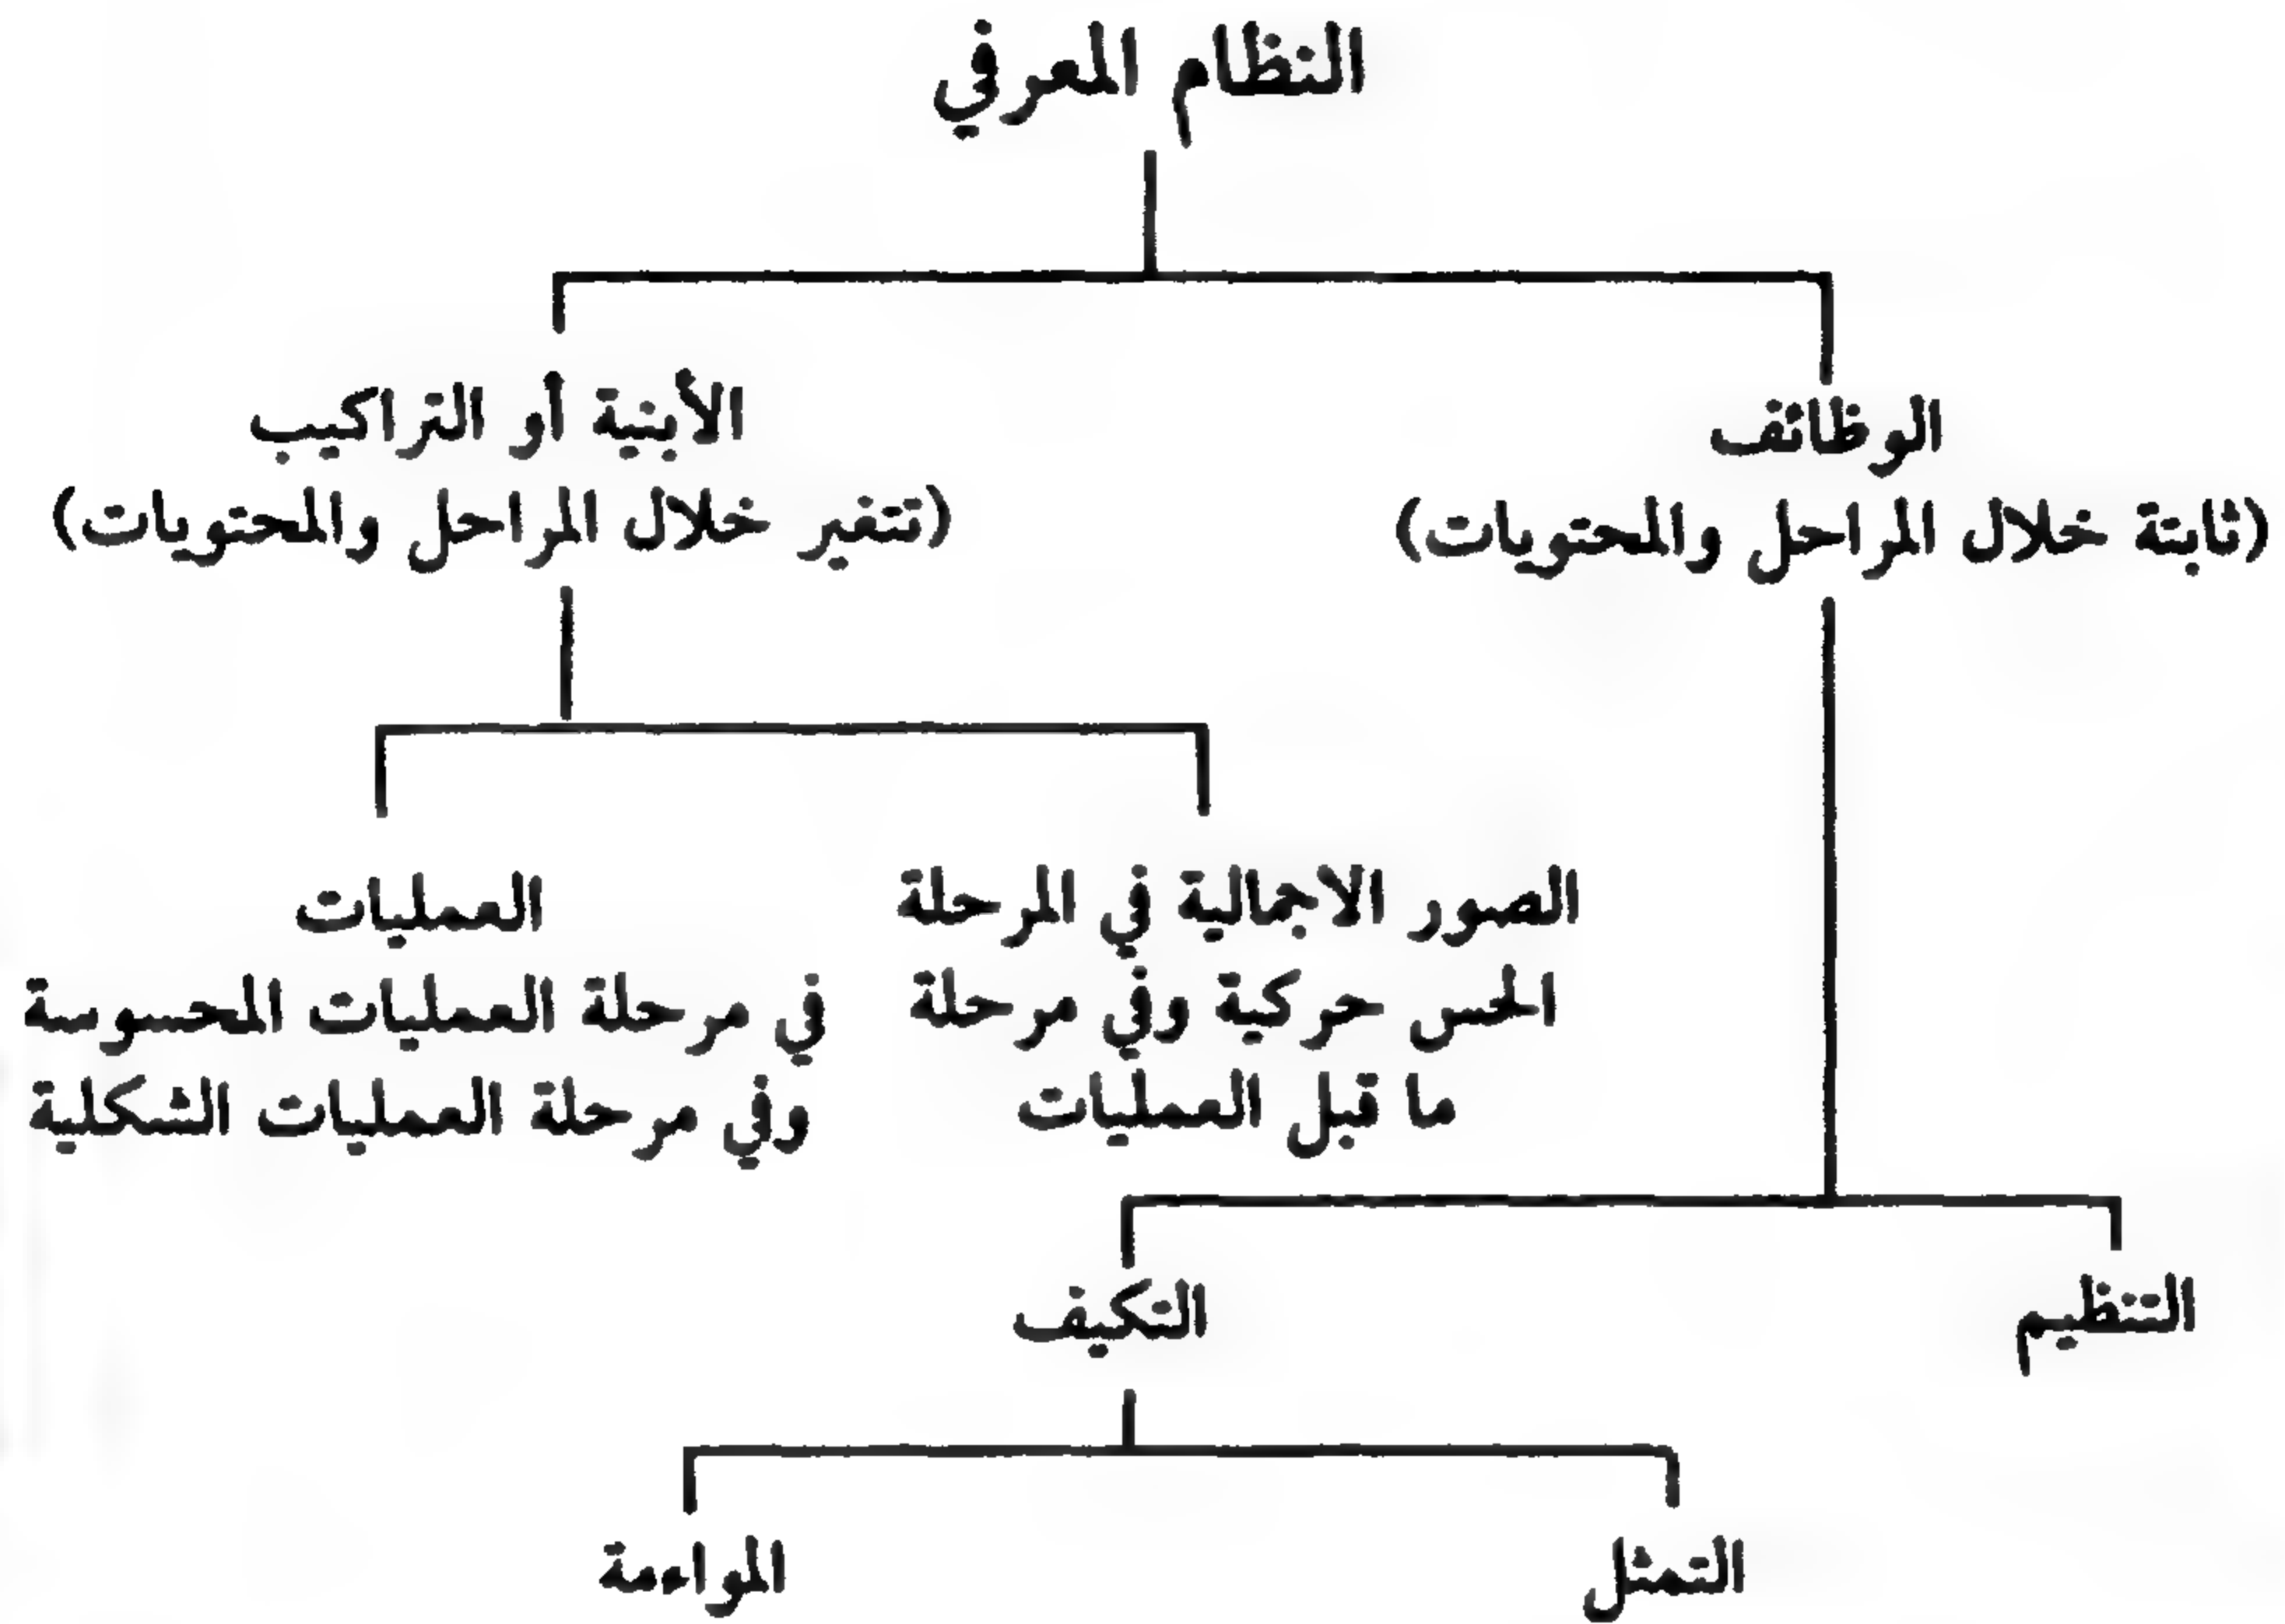 النظام المعرفي
الوظائف
(ثابتة خلال المراحل والمحتويات)
الأبنية أو التراكيب
(تتغير خلال المراحل والمحتويات)
الصور الاجمالية في المرحلة
الحس حركية وفي مرحلة
ما قبل العمليات
العمليات
في مرحلة العمليات المحسوسة
وفي مرحلة العمليات الشكلية
التنظيم
التكيف
التمثل
المواءمة